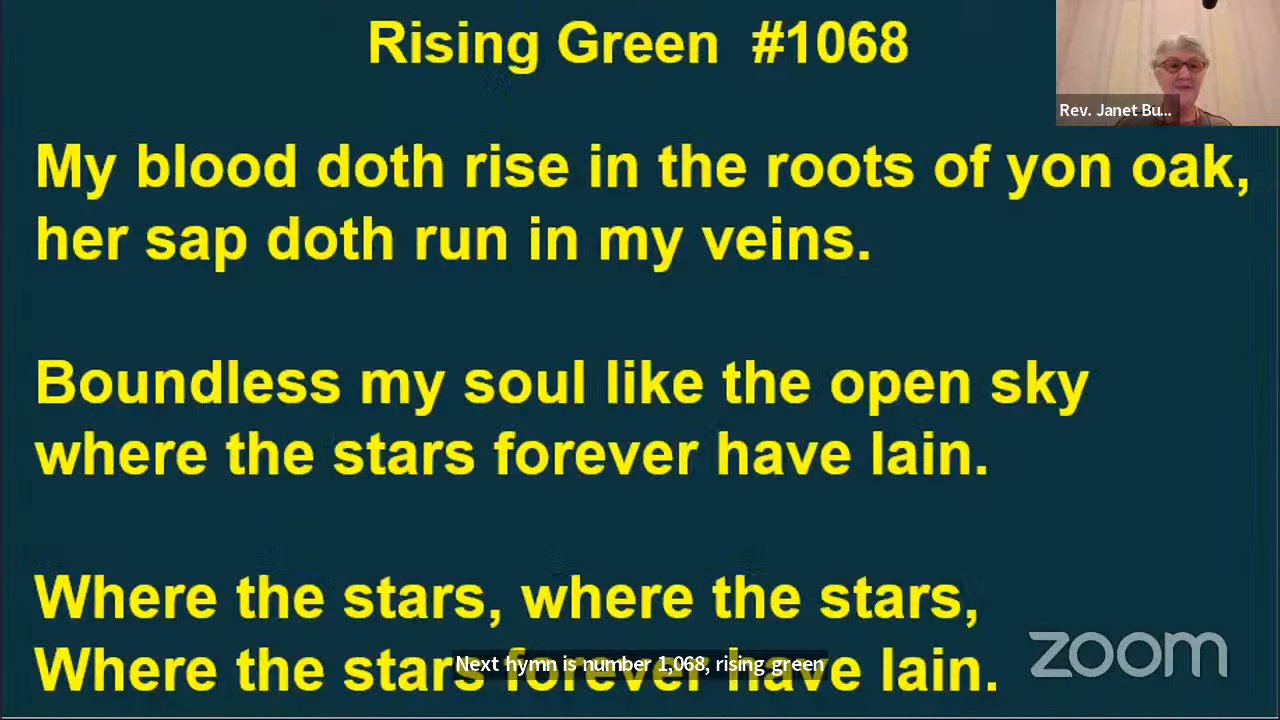 Rising Green #1068
Rev. Janet Bu...
My blood doth rise in the roots of yon oak,
her sap doth run in my veins.
Boundless my soul like the open sky
where the stars forever have lain.
Where the stars, where the stars,
Where the stars forever have lain.
Next hymn is number 1,068, rising green
zoom